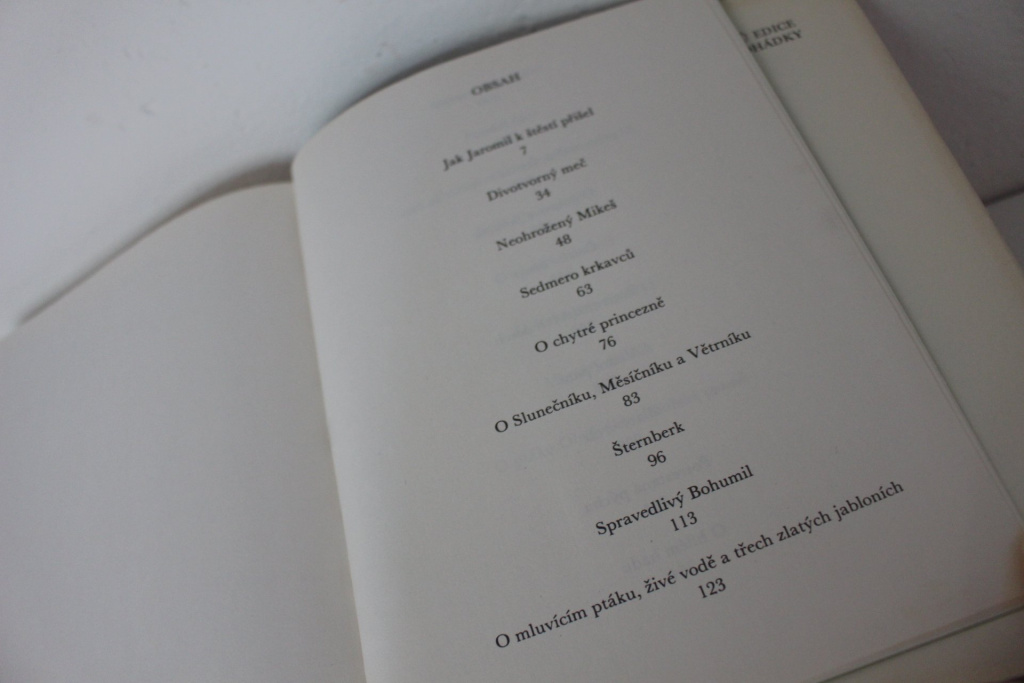 OBSAH
Jak Jaromil k štěstí přišel
7
Divotvorný meč
34
Neohrožený Mikeš
48
Sedmero krkavců
63
O chytré princezně
76
O Slunečníku, Měsíčníku a Větrníku
83
Šternberk
96
Spravedlivý Bohumil
113
O mluvícím ptáku, živé vodě a třech zlatých jabloních
123
EDICE